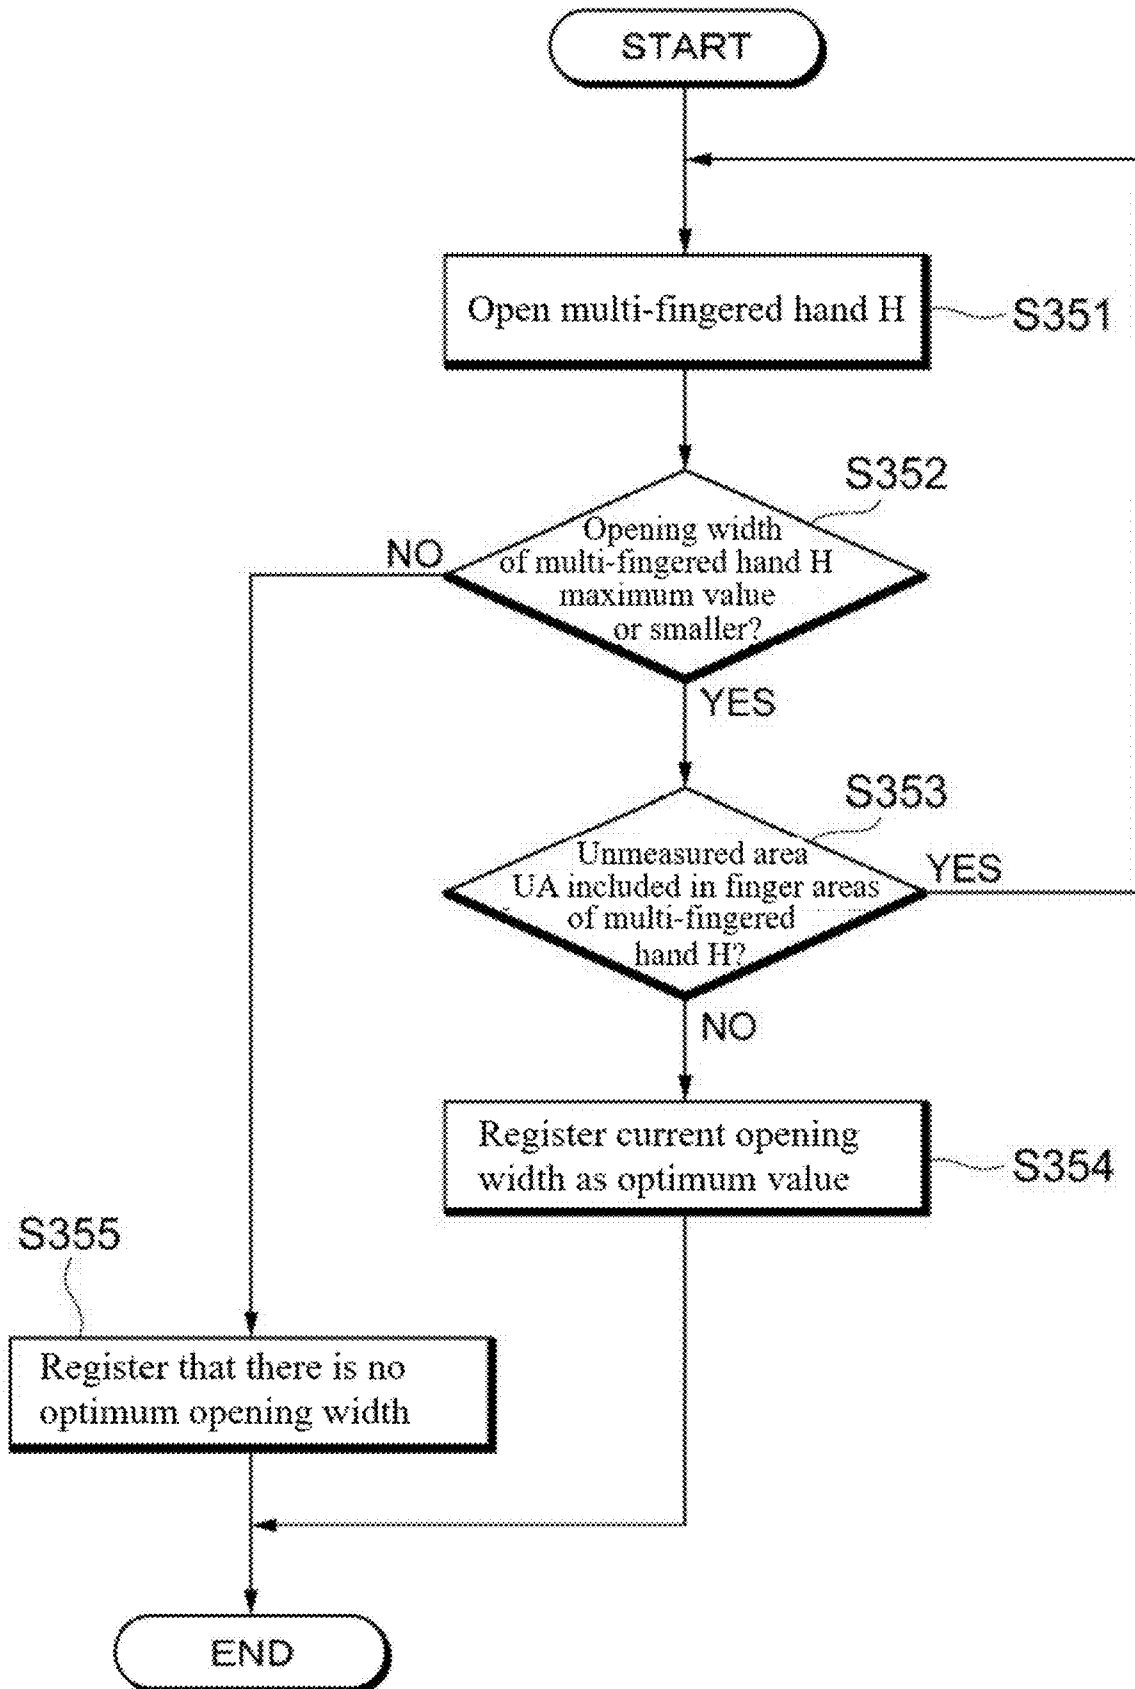 START
Open multi-fingered hand H
S351
S352
Opening width
of multi-fingered hand H
maximum value
or smaller?
NO
YES
S353
Unmeasured area
UA included in finger areas
of multi-fingered
hand H?
YES
NO
Register current opening
width as optimum value
S354
S355
Register that there is no
optimum opening width
END